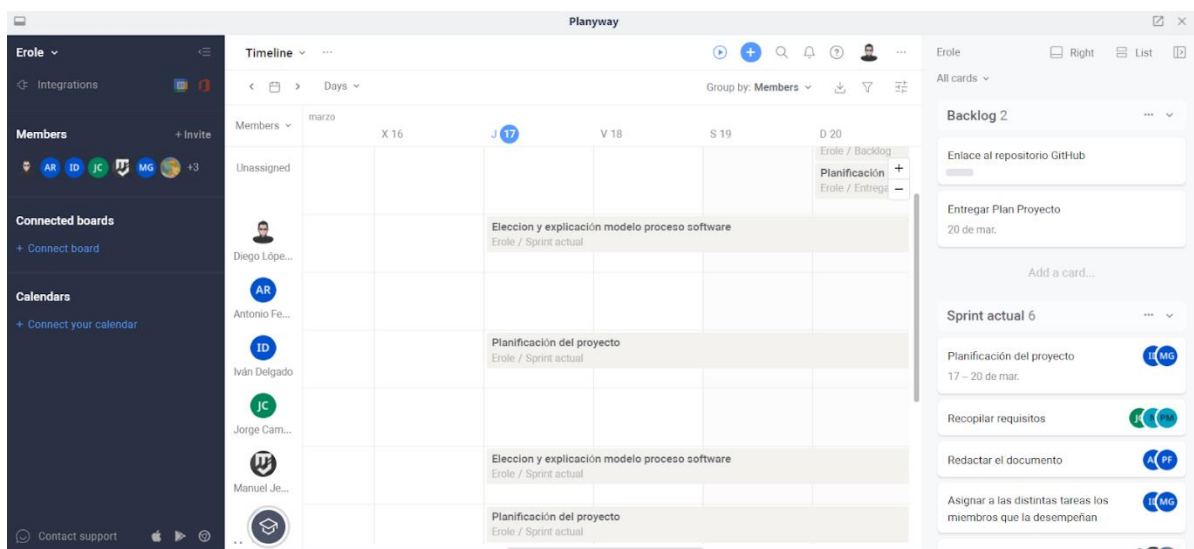 Planyway
Erole
Integrations
Members
+ Invite
AR ID JC MG +3
Connected boards
+ Connect board
Calendars
+ Connect your calendar
Contact support
Timeline
Days
Group by: Members
Members
marzo
X 16
J 17
V 18
S 19
D 20
Unassigned
Erole / Backlog
Planificación
Erole / Entrega
+
−
Diego Lópe...
Eleccion y explicación modelo proceso software
Erole / Sprint actual
AR
Antonio Fe...
ID
Iván Delgado
Planificación del proyecto
Erole / Sprint actual
JC
Jorge Cam...
Manuel Je...
Eleccion y explicación modelo proceso software
Erole / Sprint actual
Planificación del proyecto
Erole / Sprint actual
Erole
Right
List
All cards
Backlog 2
Enlace al repositorio GitHub
Entregar Plan Proyecto
20 de mar.
Add a card...
Sprint actual 6
Planificación del proyecto
MG
17 – 20 de mar.
Recopilar requisitos
PM
Redactar el documento
PF
Asignar a las distintas tareas los
miembros que la desempeñan
MG